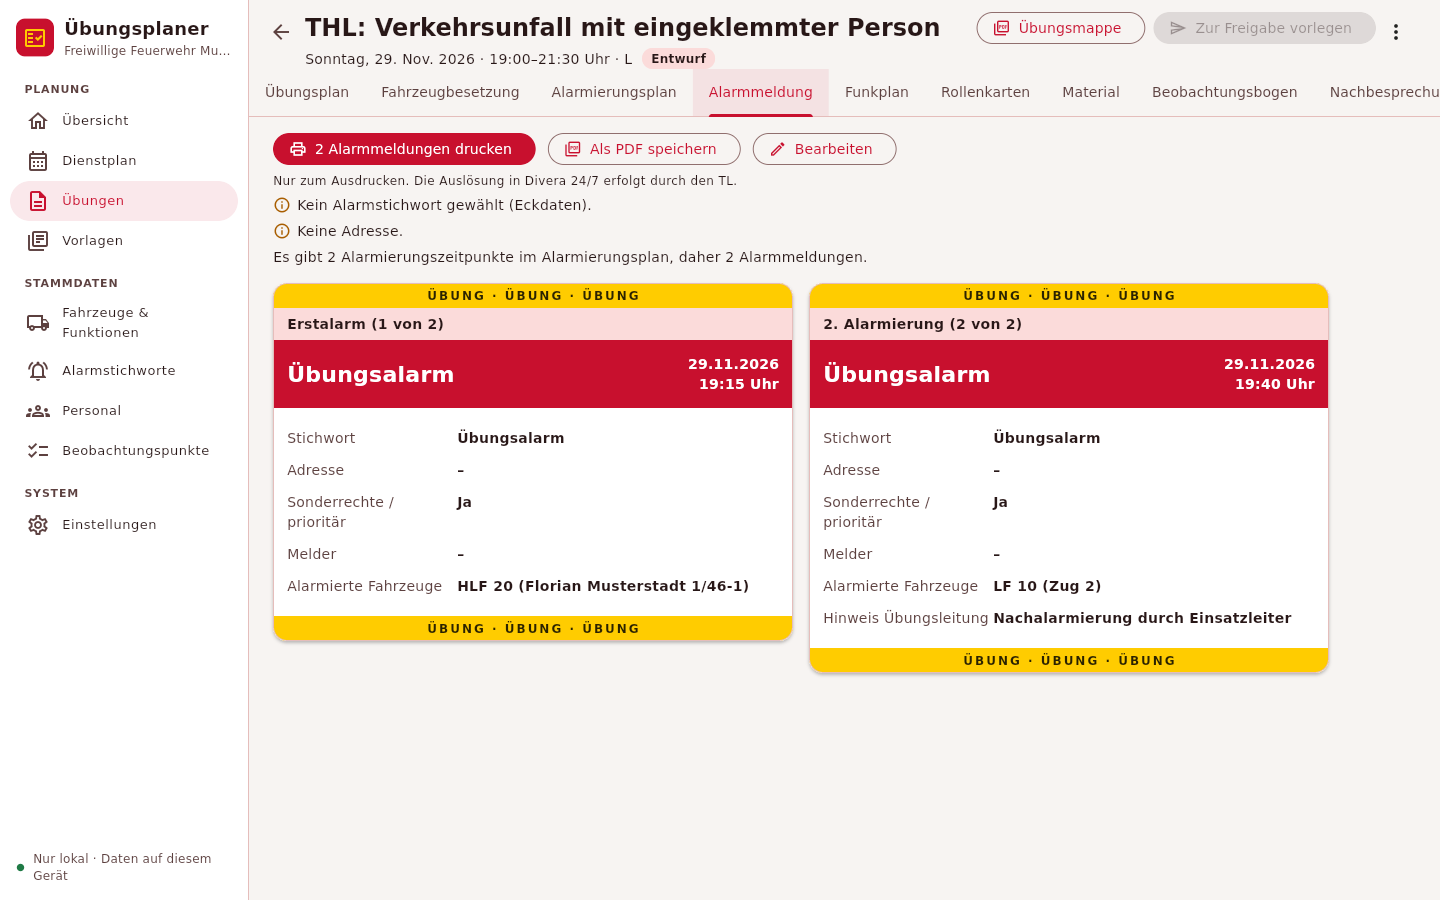 Übungsplaner
Freiwillige Feuerwehr Mu...
PLANUNG
Übersicht
Dienstplan
Übungen
Vorlagen
STAMMDATEN
Fahrzeuge &
Funktionen
Alarmstichworte
Personal
Beobachtungspunkte
SYSTEM
Einstellungen
Nur lokal · Daten auf diesem
Gerät
THL: Verkehrsunfall mit eingeklemmter Person
Übungsmappe
Zur Freigabe vorlegen
Sonntag, 29. Nov. 2026 · 19:00–21:30 Uhr · L Entwurf
Übungsplan Fahrzeugbesetzung Alarmierungsplan Alarmmeldung Funkplan Rollenkarten Material Beobachtungsbogen Nachbesprechu
2 Alarmmeldungen drucken
Als PDF speichern
Bearbeiten
Nur zum Ausdrucken. Die Auslösung in Divera 24/7 erfolgt durch den TL.
Kein Alarmstichwort gewählt (Eckdaten).
Keine Adresse.
Es gibt 2 Alarmierungszeitpunkte im Alarmierungsplan, daher 2 Alarmmeldungen.
ÜBUNG · ÜBUNG · ÜBUNG
Erstalarm (1 von 2)
Übungsalarm
29.11.2026
19:15 Uhr
Stichwort Übungsalarm
Adresse –
Sonderrechte / Ja
prioritär
Melder –
Alarmierte Fahrzeuge HLF 20 (Florian Musterstadt 1/46-1)
ÜBUNG · ÜBUNG · ÜBUNG
ÜBUNG · ÜBUNG · ÜBUNG
2. Alarmierung (2 von 2)
Übungsalarm
29.11.2026
19:40 Uhr
Stichwort Übungsalarm
Adresse –
Sonderrechte / Ja
prioritär
Melder –
Alarmierte Fahrzeuge LF 10 (Zug 2)
Hinweis Übungsleitung Nachalarmierung durch Einsatzleiter
ÜBUNG · ÜBUNG · ÜBUNG